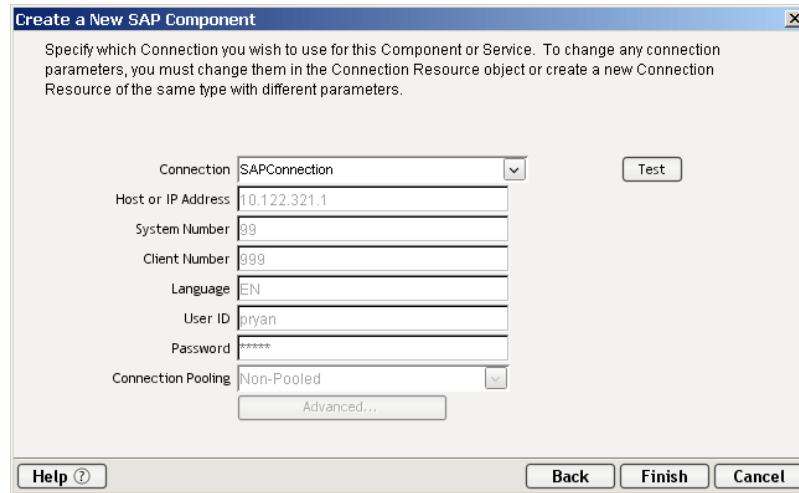 Create a New SAP Component
Specify which Connection you wish to use for this Component or Service. To change any connection
parameters, you must change them in the Connection Resource object or create a new Connection
Resource of the same type with different parameters.
Connection SAPConnection Test
Host or IP Address 10.122.321.1
System Number 99
Client Number 999
Language EN
User ID pryan
Password *****
Connection Pooling Non-Pooled
Advanced...
Help ? Back Finish Cancel